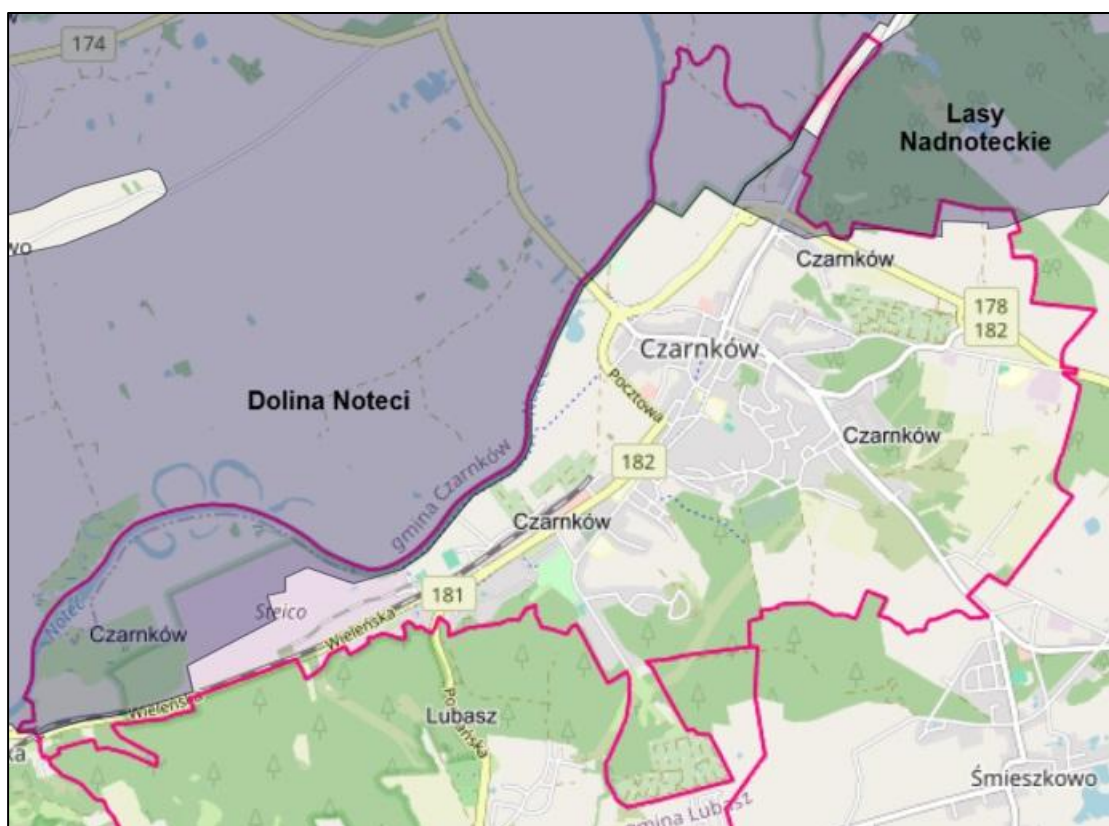 174
Lasy
Nadnoteckie
Czarnków
178
182
Czarnków
Dolina Noteci
Pocztowa
Czarnków
182
gmina Czarnków
Czarnków
181
Steico
Wieleńska
Noteć
Czarnków
Wieleńska
Lubasz
Śmieszkowo
gmina Lubasz